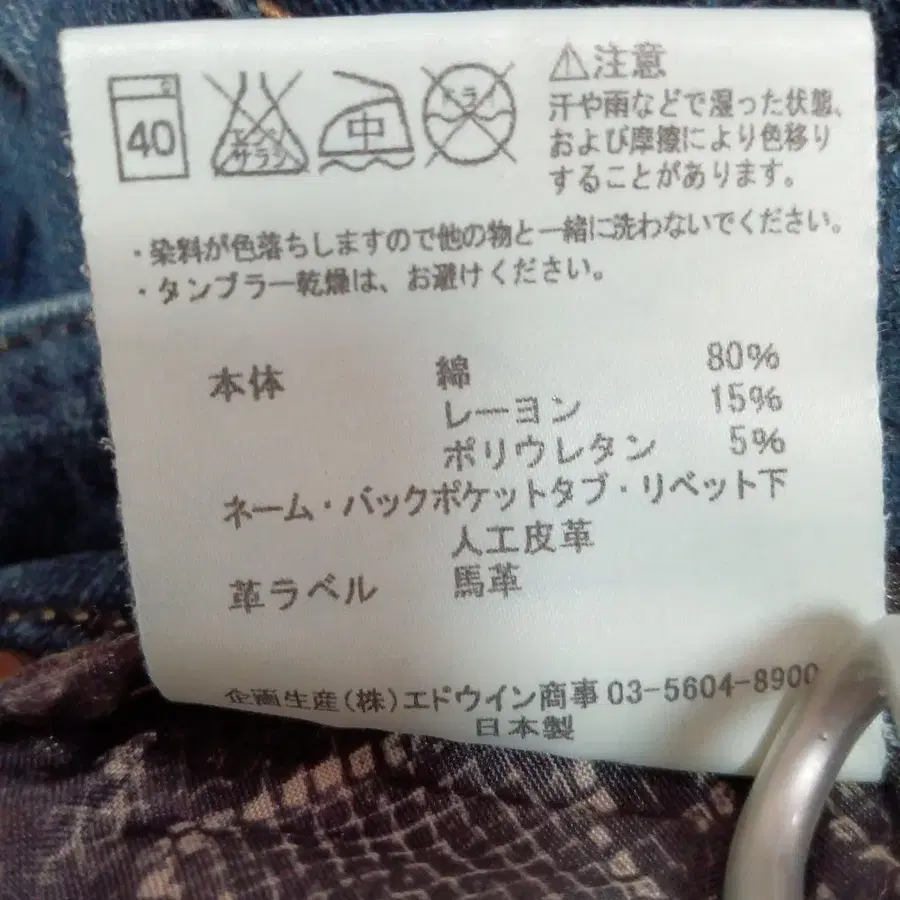 40
エンソ
サラシ
中
ドライ
⚠注意
汗や雨などで湿った状態、
および摩擦により色移り
することがあります。
・染料が色落ちしますので他の物と一緒に洗わないでください。
・タンブラー乾燥は、お避けください。
本体 綿 80%
レーヨン 15%
ポリウレタン 5%
ネーム・バックポケットタブ・リベット下
人工皮革
革ラベル 馬革
企画生産(株)エドウイン商事 03-5604-8900
日本製